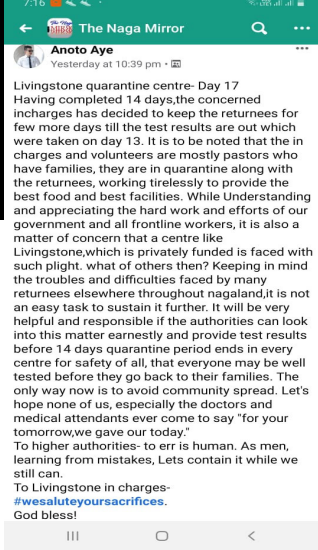 7:16
The Naga Mirror
Anoto Aye
Yesterday at 10:39 pm •
Livingstone quarantine centre- Day 17
Having completed 14 days,the concerned
incharges has decided to keep the returnees for
few more days till the test results are out which
were taken on day 13. It is to be noted that the in
charges and volunteers are mostly pastors who
have families, they are in quarantine along with
the returnees, working tirelessly to provide the
best food and best facilities. While Understanding
and appreciating the hard work and efforts of our
government and all frontline workers, it is also a
matter of concern that a centre like
Livingstone,which is privately funded is faced with
such plight. what of others then? Keeping in mind
the troubles and difficulties faced by many
returnees elsewhere throughout nagaland,it is not
an easy task to sustain it further. It will be very
helpful and responsible if the authorities can look
into this matter earnestly and provide test results
before 14 days quarantine period ends in every
centre for safety of all, that everyone may be well
tested before they go back to their families. The
only way now is to avoid community spread. Let's
hope none of us, especially the doctors and
medical attendants ever come to say "for your
tomorrow,we gave our today."
To higher authorities- to err is human. As men,
learning from mistakes, Lets contain it while we
still can.
To Livingstone in charges-
#wesaluteyoursacrifices.
God bless!